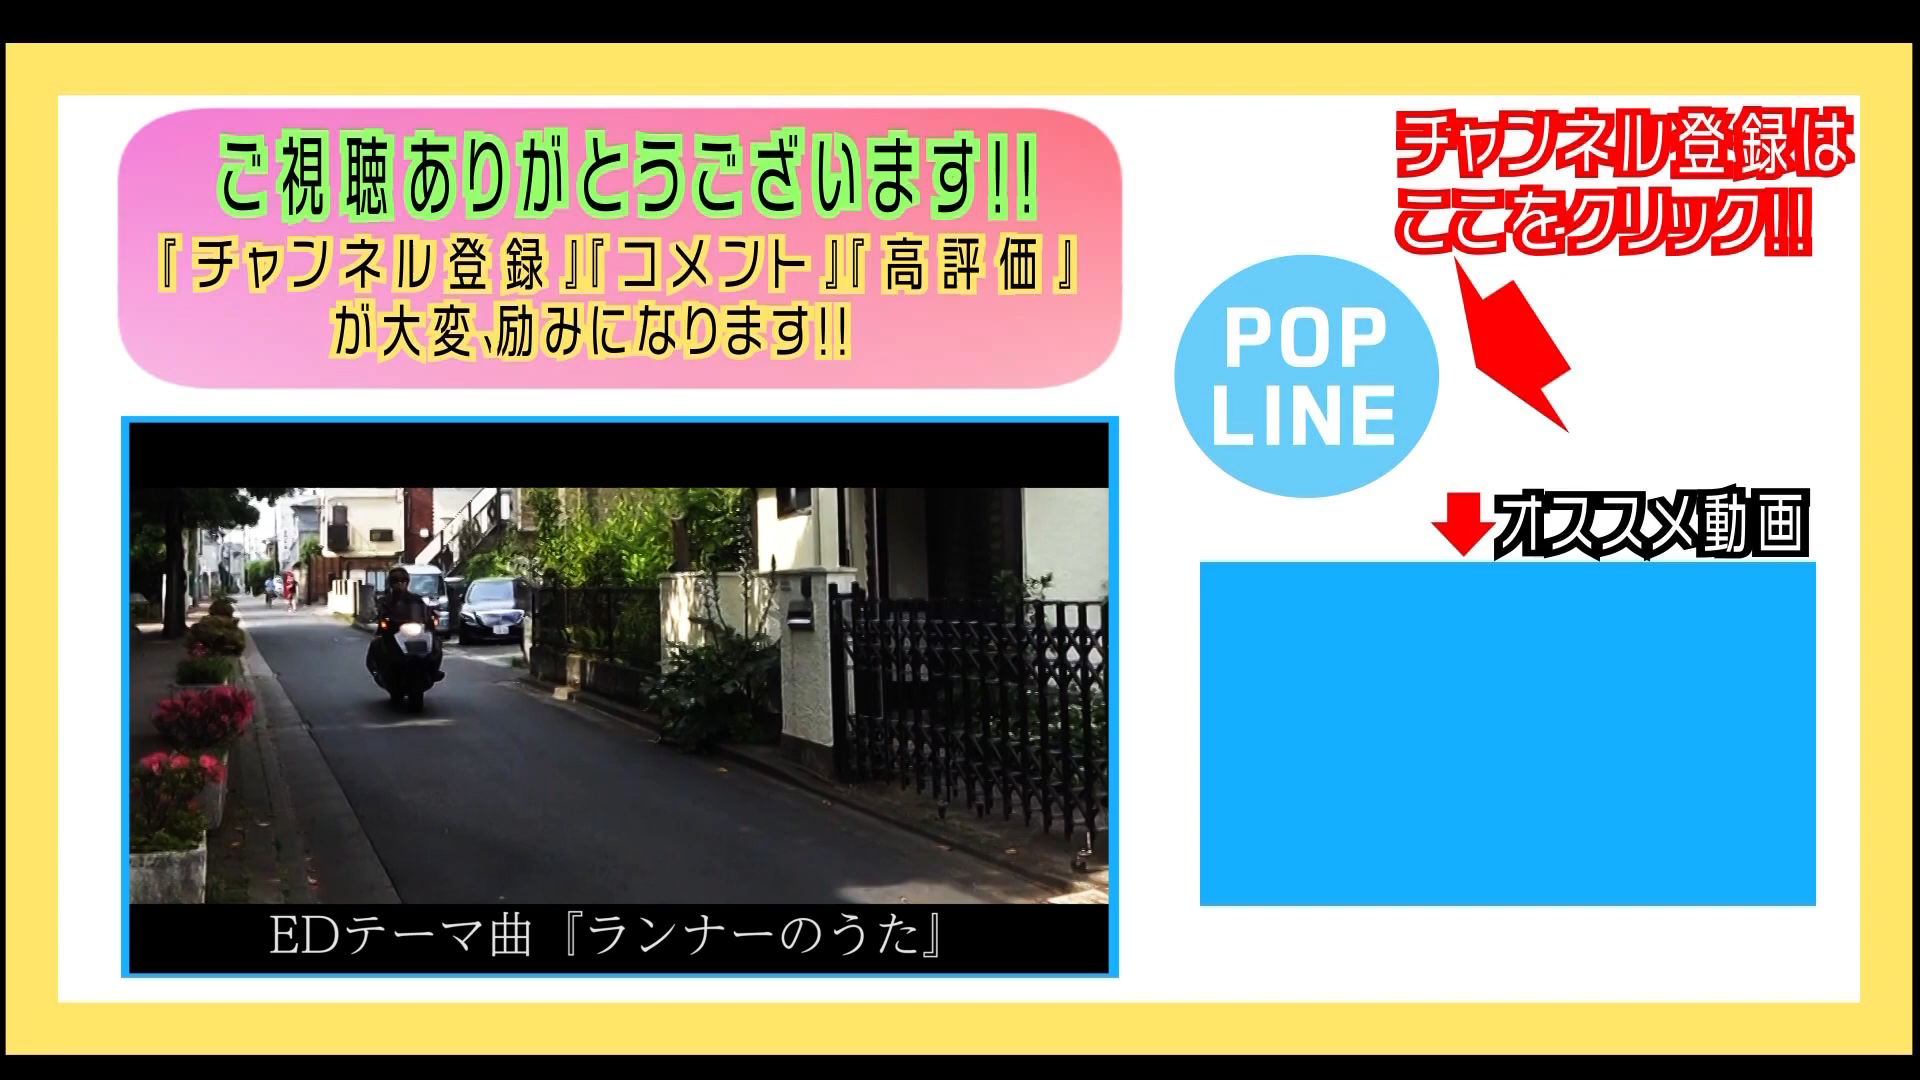 ご視聴ありがとうございます!!
『チャンネル登録』『コメント』『高評価』
が大変、励みになります!!
チャンネル登録は
ここをクリック!!
POP
LINE
オススメ動画
EDテーマ曲『ランナーのうた』